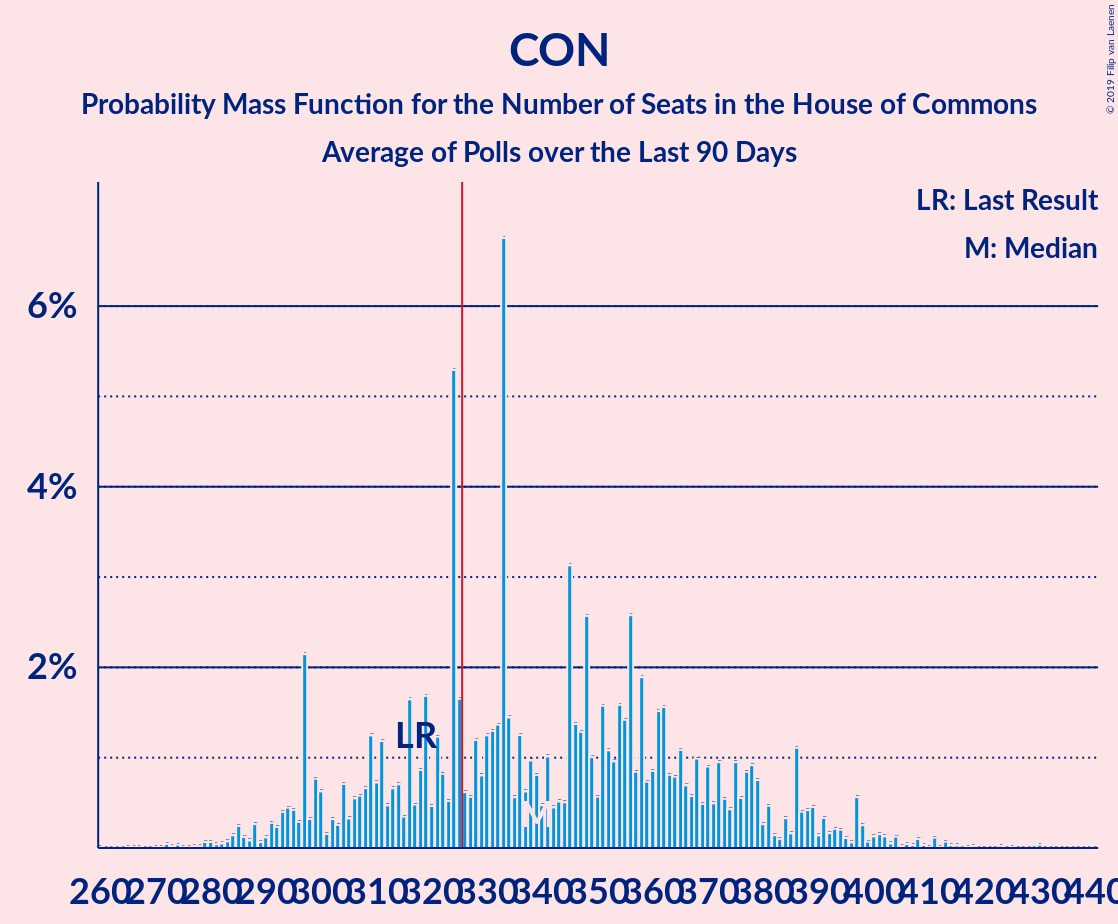 CON
Probability Mass Function for the Number of Seats in the House of Commons
Average of Polls over the Last 90 Days
© 2019 Filip van Laenen
LR: Last Result
M: Median
6%
4%
2%
LR
M
260 270 280 290 300 310 320 330 340 350 360 370 380 390 400 410 420 430 440